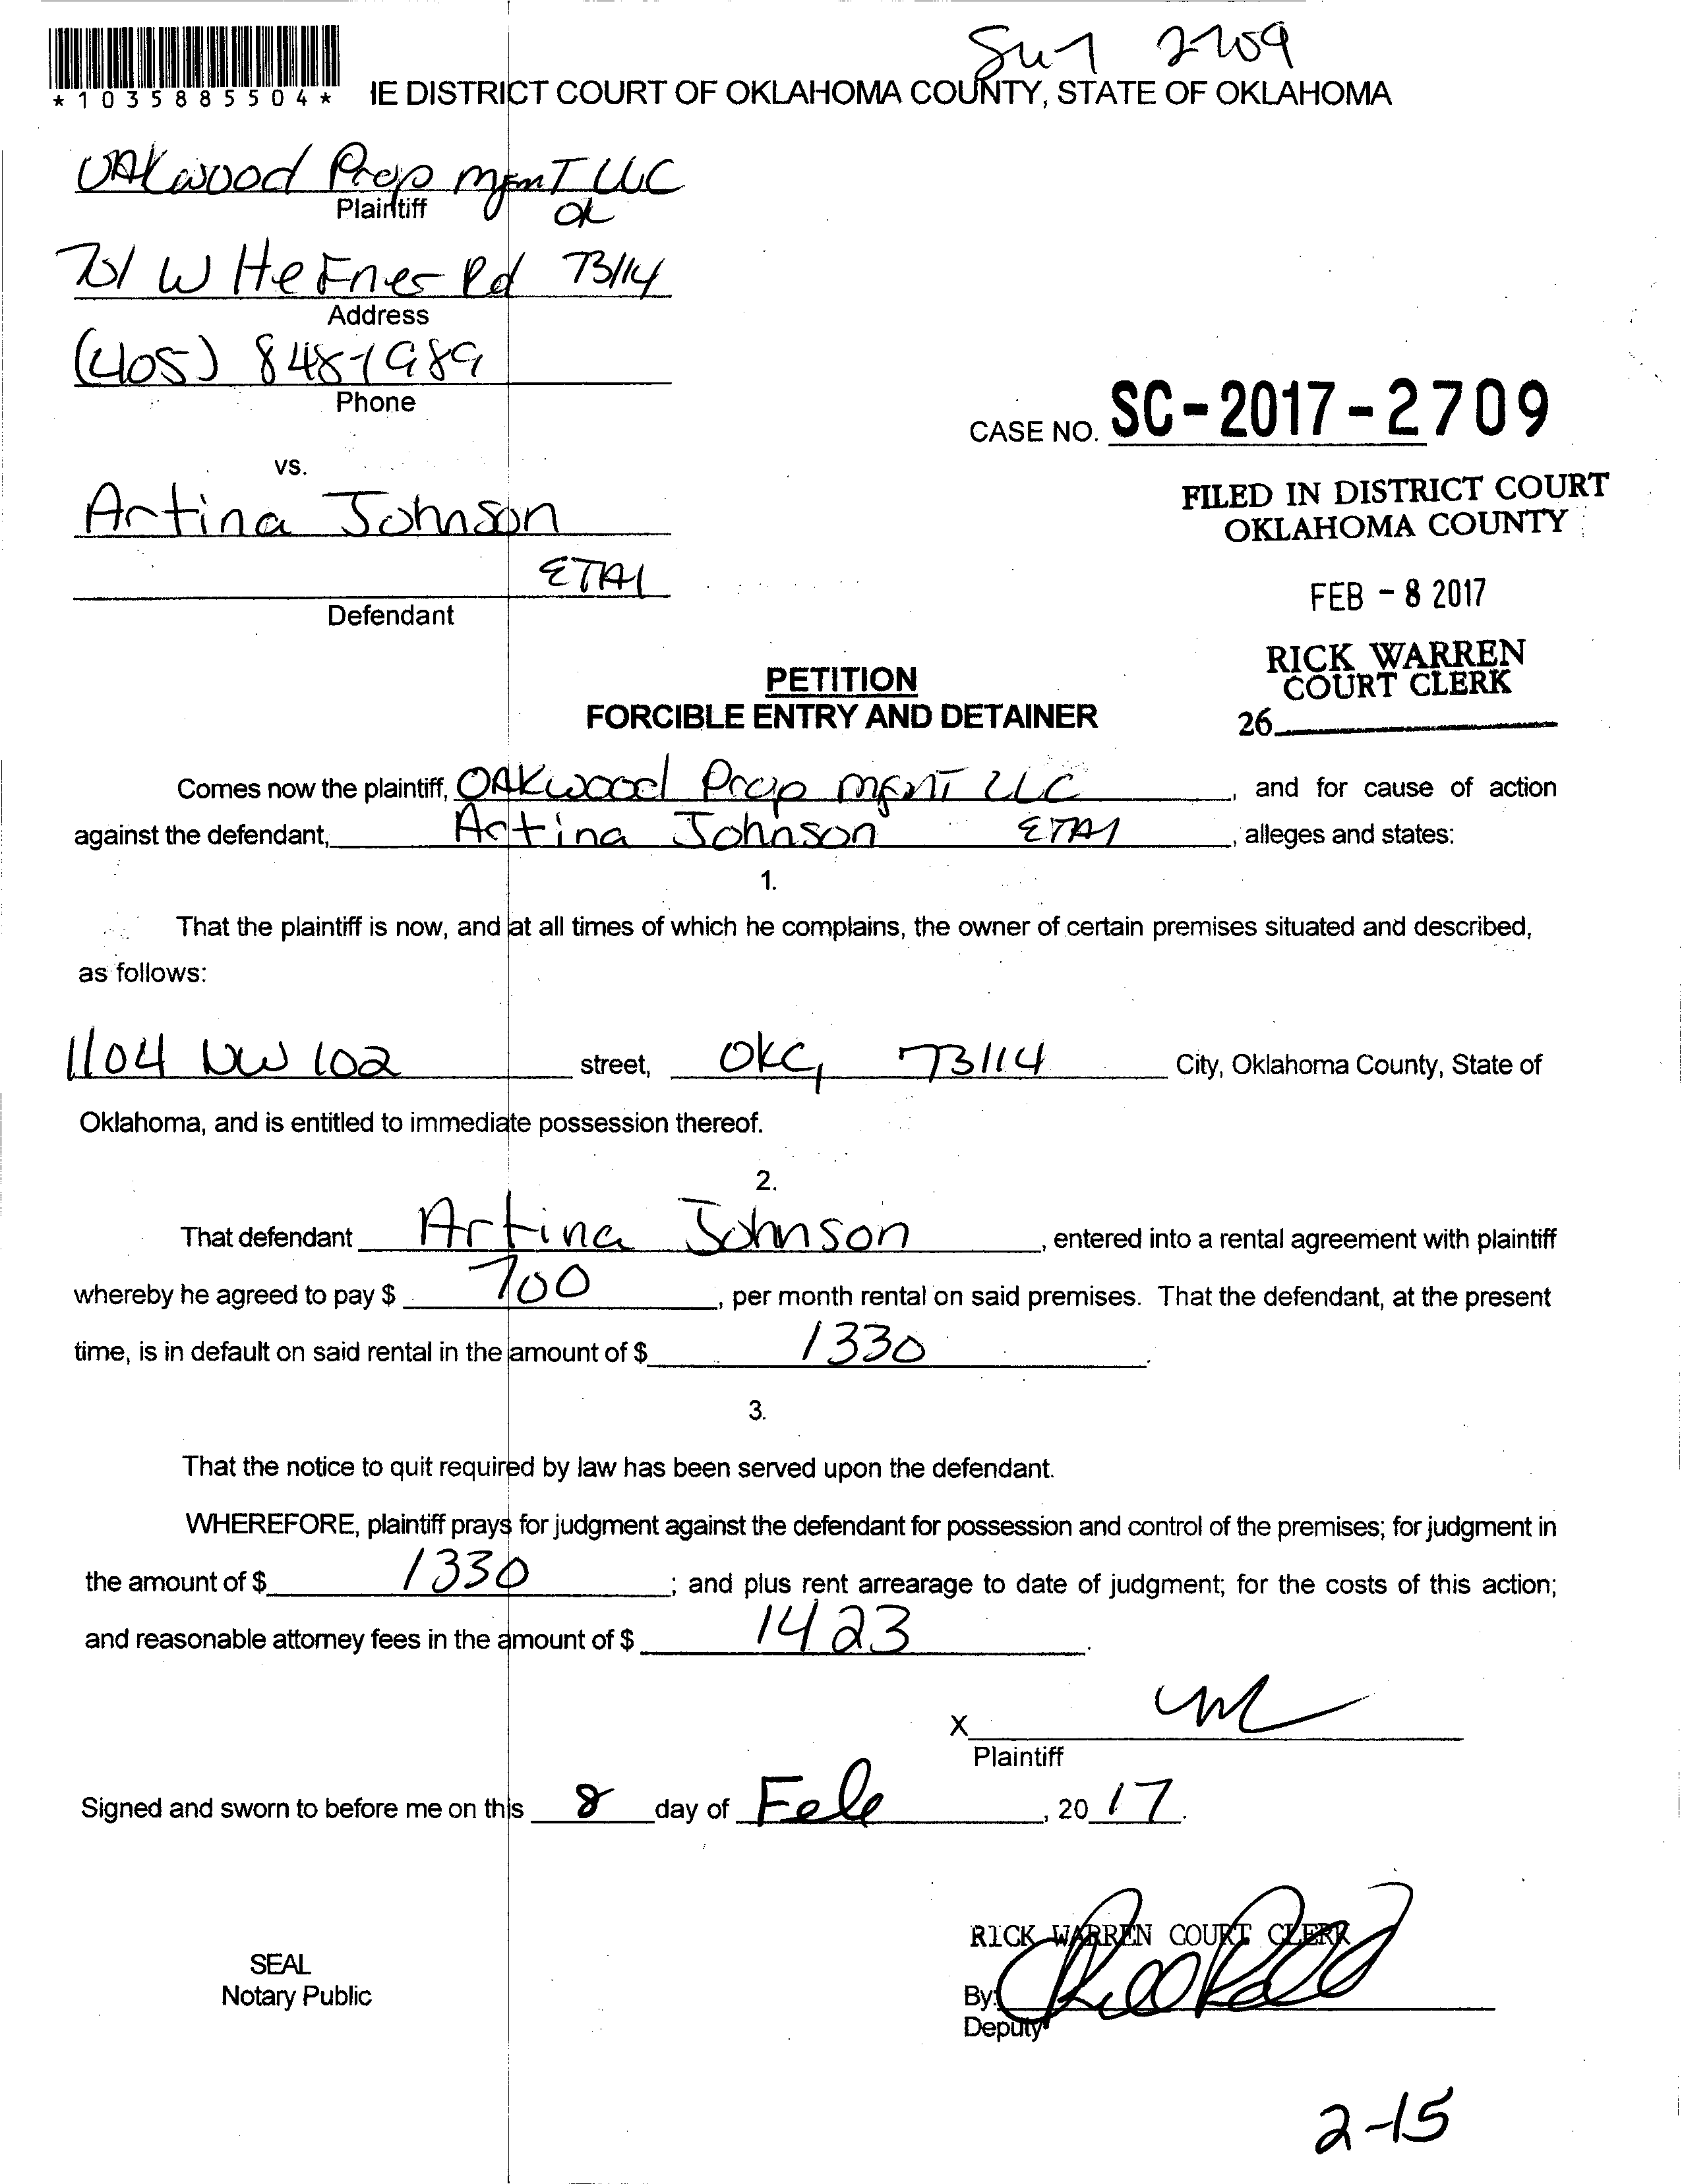 2709
*1035885504*
IE DISTRICT COURT OF OKLAHOMA COUNTY, STATE OF OKLAHOMA
OAkwood Prop mgmT LLC
Plaintiff
OK
701 W HeFner Rd 73114
Address
(405) 848-1989
Phone
CASE NO. SC-2017-2709
vs.
FILED IN DISTRICT COURT
OKLAHOMA COUNTY
Artina Johnson
ETAl
Defendant
FEB - 8 2017
RICK WARREN
COURT CLERK
26
PETITION
FORCIBLE ENTRY AND DETAINER
Comes now the plaintiff, OAKwood Prop mgmT LLC, and for cause of action
against the defendant, Artina Johnson ETAl, alleges and states:
1.
That the plaintiff is now, and at all times of which he complains, the owner of certain premises situated and described,
as follows:
1104 NW 102 street, OKC, 73114 City, Oklahoma County, State of
Oklahoma, and is entitled to immediate possession thereof.
2.
That defendant Artina Johnson, entered into a rental agreement with plaintiff
whereby he agreed to pay $ 700, per month rental on said premises. That the defendant, at the present
time, is in default on said rental in the amount of $ 1330.
3.
That the notice to quit required by law has been served upon the defendant.
WHEREFORE, plaintiff prays for judgment against the defendant for possession and control of the premises; for judgment in
the amount of $ 1330; and plus rent arrearage to date of judgment; for the costs of this action;
and reasonable attorney fees in the amount of $ 1423.
X
Plaintiff
Signed and sworn to before me on this 8 day of Feb, 2017.
RICK WARREN COURT CLERK
SEAL
Notary Public
By:
Deputy
2-15